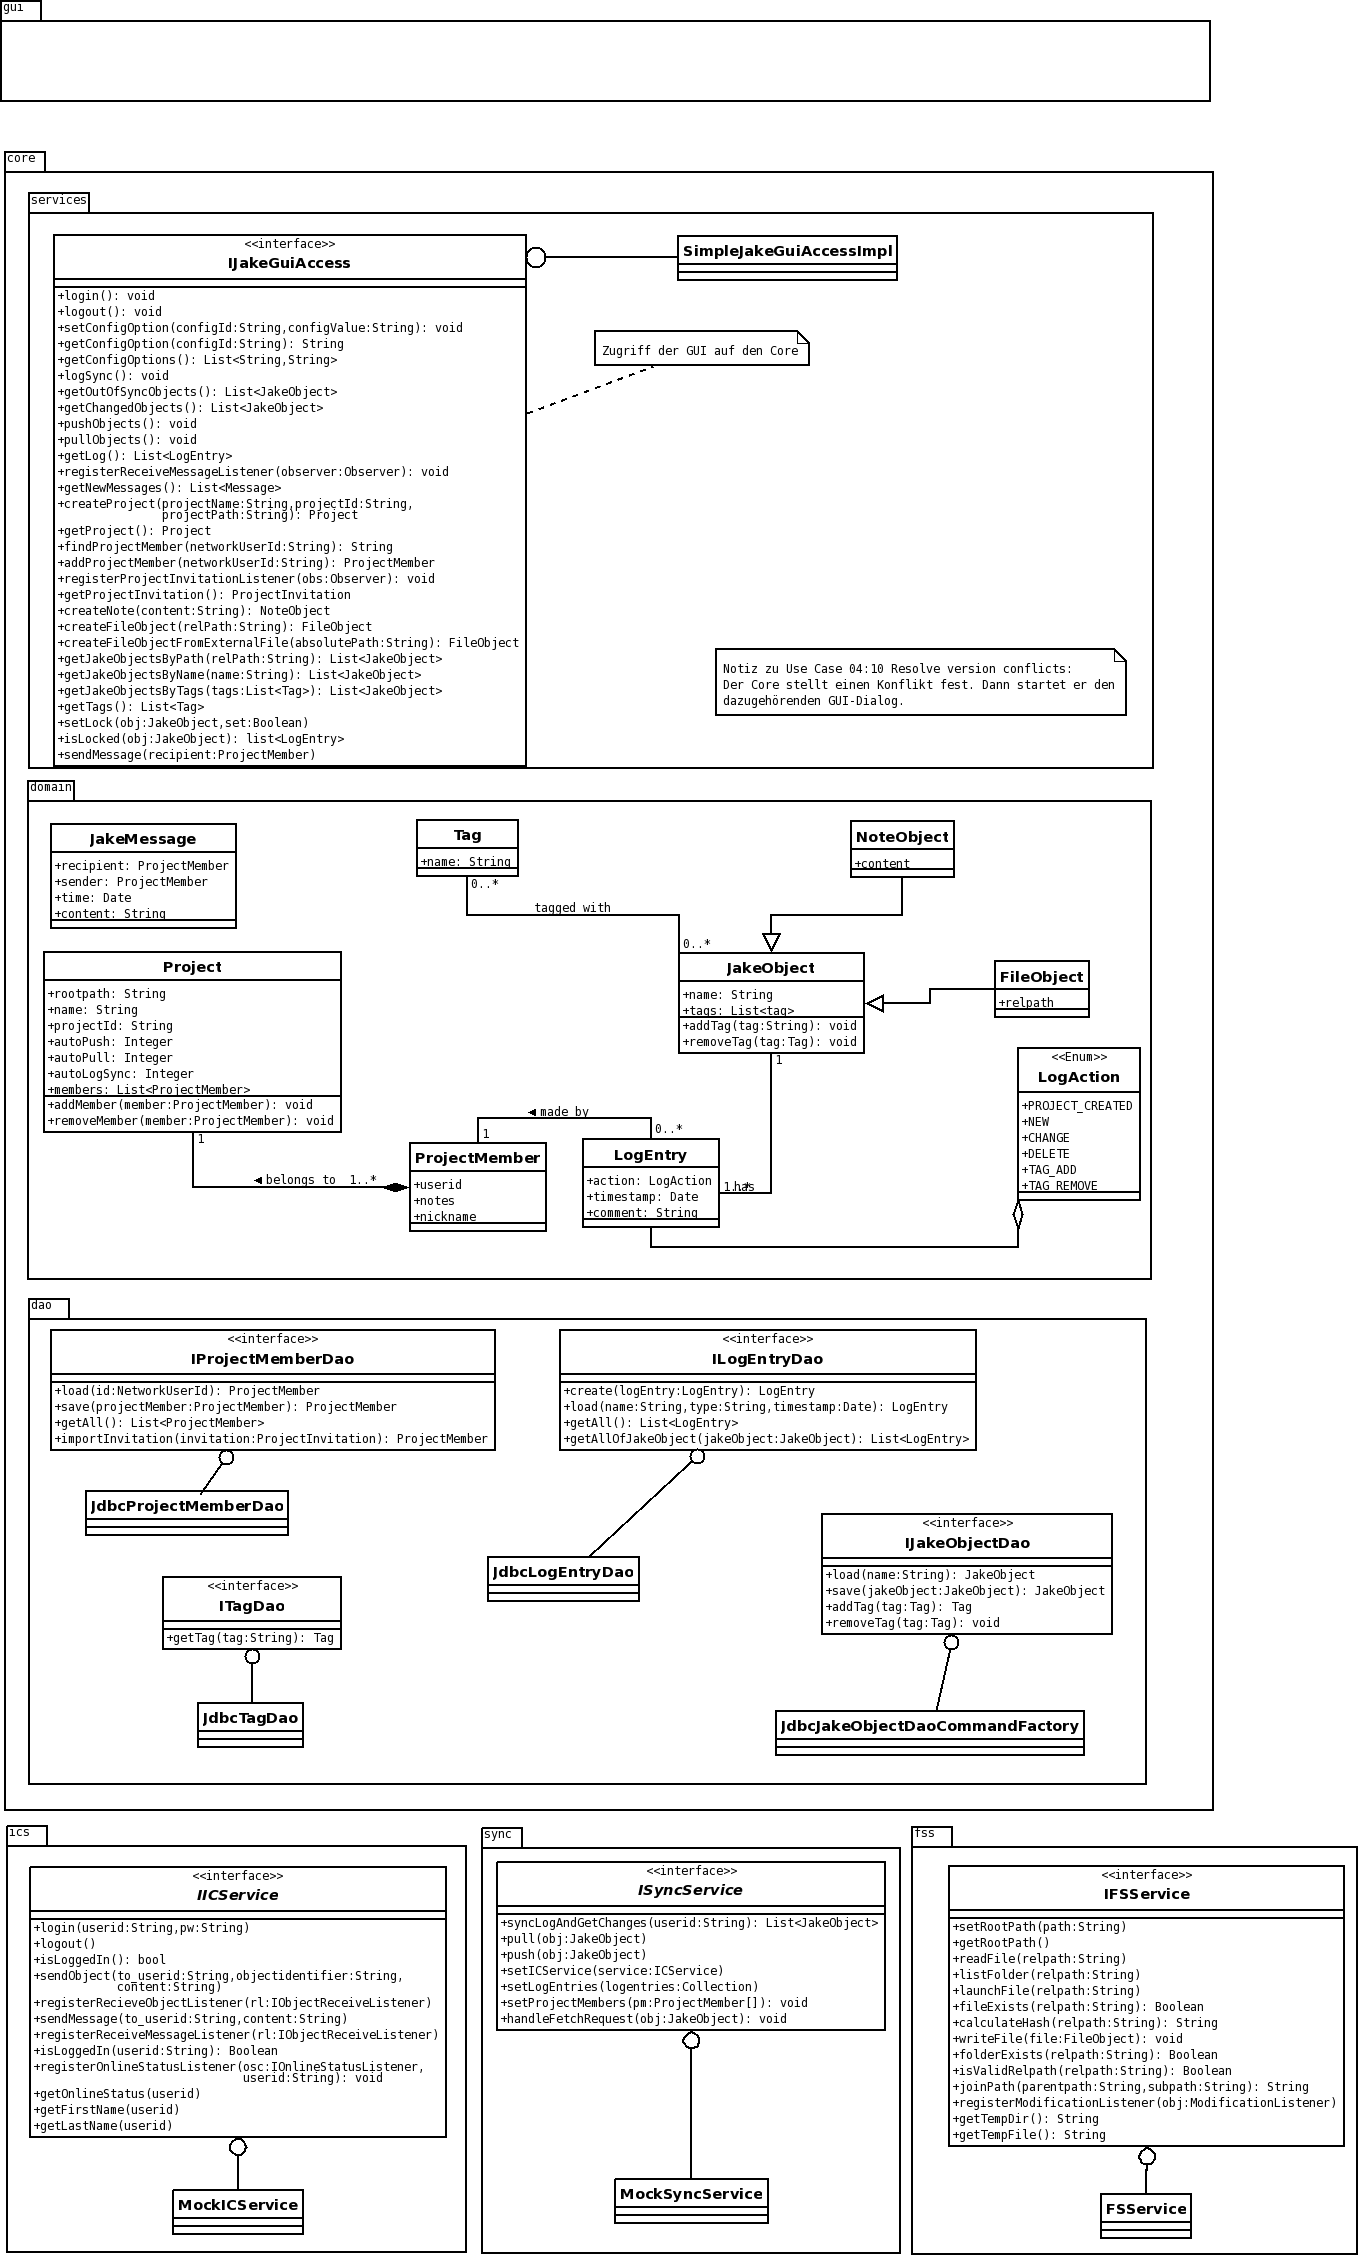 gui
core
services
<<interface>>
IJakeGuiAccess
+login(): void
+logout(): void
+setConfigOption(configId:String,configValue:String): void
+getConfigOption(configId:String): String
+getConfigOptions(): List<String,String>
+logSync(): void
+getOutOfSyncObjects(): List<JakeObject>
+getChangedObjects(): List<JakeObject>
+pushObjects(): void
+pullObjects(): void
+getLog(): List<LogEntry>
+registerReceiveMessageListener(observer:Observer): void
+getNewMessages(): List<Message>
+createProject(projectName:String,projectId:String,
projectPath:String): Project
+getProject(): Project
+findProjectMember(networkUserId:String): String
+addProjectMember(networkUserId:String): ProjectMember
+registerProjectInvitationListener(obs:Observer): void
+getProjectInvitation(): ProjectInvitation
+createNote(content:String): NoteObject
+createFileObject(relPath:String): FileObject
+createFileObjectFromExternalFile(absolutePath:String): FileObject
+getJakeObjectsByPath(relPath:String): List<JakeObject>
+getJakeObjectsByName(name:String): List<JakeObject>
+getJakeObjectsByTags(tags:List<Tag>): List<JakeObject>
+getTags(): List<Tag>
+setLock(obj:JakeObject,set:Boolean)
+isLocked(obj:JakeObject): list<LogEntry>
+sendMessage(recipient:ProjectMember)
SimpleJakeGuiAccessImpl
Zugriff der GUI auf den Core
Notiz zu Use Case 04:10 Resolve version conflicts:
Der Core stellt einen Konflikt fest. Dann startet er den
dazugehörenden GUI-Dialog.
domain
JakeMessage
+recipient: ProjectMember
+sender: ProjectMember
+time: Date
+content: String
Tag
+name: String
0..*
tagged with
0..*
NoteObject
+content
JakeObject
+name: String
+tags: List<tag>
+addTag(tag:String): void
+removeTag(tag:Tag): void
1
FileObject
+relpath
Project
+rootpath: String
+name: String
+projectId: String
+autoPush: Integer
+autoPull: Integer
+autoLogSync: Integer
+members: List<ProjectMember>
+addMember(member:ProjectMember): void
+removeMember(member:ProjectMember): void
1
belongs to
1..*
made by
1
0..*
ProjectMember
+userid
+notes
+nickname
LogEntry
+action: LogAction
+timestamp: Date
+comment: String
1..*
has
<<Enum>>
LogAction
+PROJECT_CREATED
+NEW
+CHANGE
+DELETE
+TAG_ADD
+TAG_REMOVE
dao
<<interface>>
IProjectMemberDao
+load(id:NetworkUserId): ProjectMember
+save(projectMember:ProjectMember): ProjectMember
+getAll(): List<ProjectMember>
+importInvitation(invitation:ProjectInvitation): ProjectMember
JdbcProjectMemberDao
<<interface>>
ILogEntryDao
+create(logEntry:LogEntry): LogEntry
+load(name:String,type:String,timestamp:Date): LogEntry
+getAll(): List<LogEntry>
+getAllOfJakeObject(jakeObject:JakeObject): List<LogEntry>
JdbcLogEntryDao
<<interface>>
IJakeObjectDao
+load(name:String): JakeObject
+save(jakeObject:JakeObject): JakeObject
+addTag(tag:Tag): Tag
+removeTag(tag:Tag): void
JdbcJakeObjectDaoCommandFactory
<<interface>>
ITagDao
+getTag(tag:String): Tag
JdbcTagDao
ics
<<interface>>
IICService
+login(userid:String,pw:String)
+logout()
+isLoggedIn(): bool
+sendObject(to_userid:String,objectidentifier:String,
content:String)
+registerRecieveObjectListener(rl:IObjectReceiveListener)
+sendMessage(to_userid:String,content:String)
+registerReceiveMessageListener(rl:IObjectReceiveListener)
+isLoggedIn(userid:String): Boolean
+registerOnlineStatusListener(osc:IOnlineStatusListener,
userid:String): void
+getOnlineStatus(userid)
+getFirstName(userid)
+getLastName(userid)
MockICService
sync
<<interface>>
ISyncService
+syncLogAndGetChanges(userid:String): List<JakeObject>
+pull(obj:JakeObject)
+push(obj:JakeObject)
+setICService(service:ICService)
+setLogEntries(logentries:Collection)
+setProjectMembers(pm:ProjectMember[]): void
+handleFetchRequest(obj:JakeObject): void
MockSyncService
fss
<<interface>>
IFSService
+setRootPath(path:String)
+getRootPath()
+readFile(relpath:String)
+listFolder(relpath:String)
+launchFile(relpath:String)
+fileExists(relpath:String): Boolean
+calculateHash(relpath:String): String
+writeFile(file:FileObject): void
+folderExists(relpath:String): Boolean
+isValidRelpath(relpath:String): Boolean
+joinPath(parentpath:String,subpath:String): String
+registerModificationListener(obj:ModificationListener)
+getTempDir(): String
+getTempFile(): String
FSService